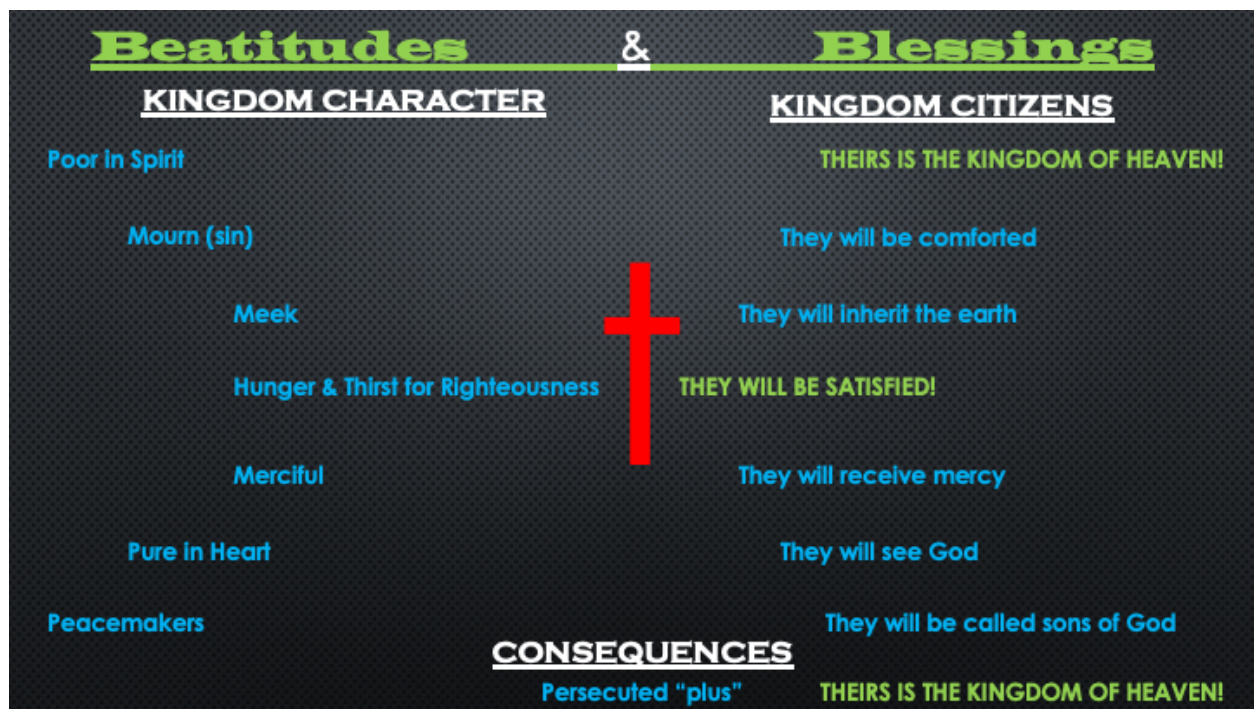 Beatitudes & Blessings
KINGDOM CHARACTER KINGDOM CITIZENS
Poor in Spirit THEIRS IS THE KINGDOM OF HEAVEN!
Mourn (sin) They will be comforted
Meek They will inherit the earth
Hunger & Thirst for Righteousness THEY WILL BE SATISFIED!
Merciful They will receive mercy
Pure in Heart They will see God
Peacemakers They will be called sons of God
CONSEQUENCES
Persecuted “plus” THEIRS IS THE KINGDOM OF HEAVEN!